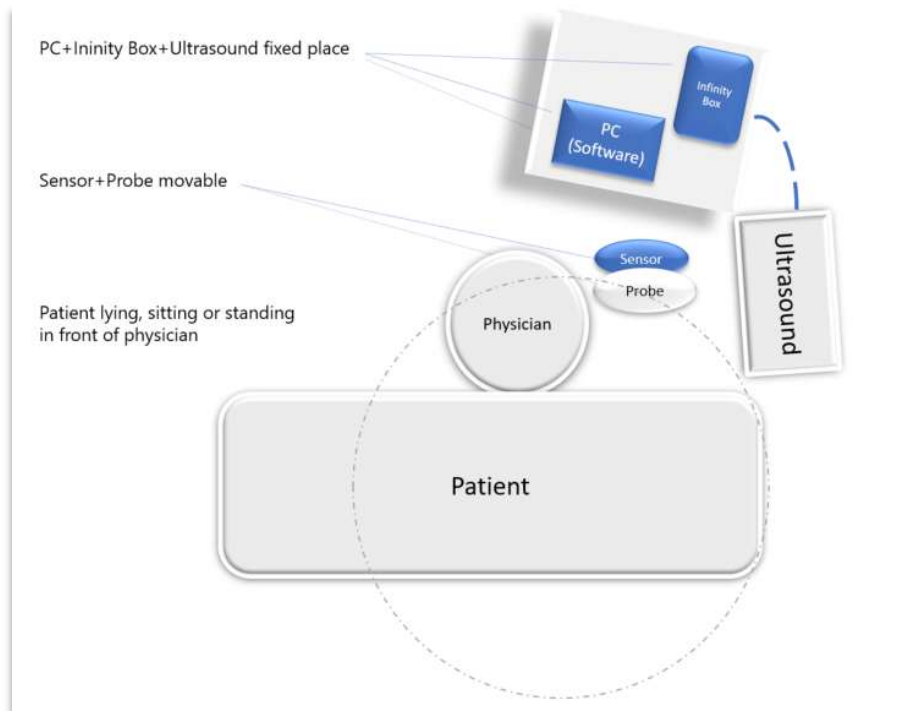 PC+Ininity Box+Ultrasound fixed place
Infinity
Box
PC
(Software)
Sensor+Probe movable
Ultrasound
Sensor
Probe
Patient lying, sitting or standing
in front of physician
Physician
Patient